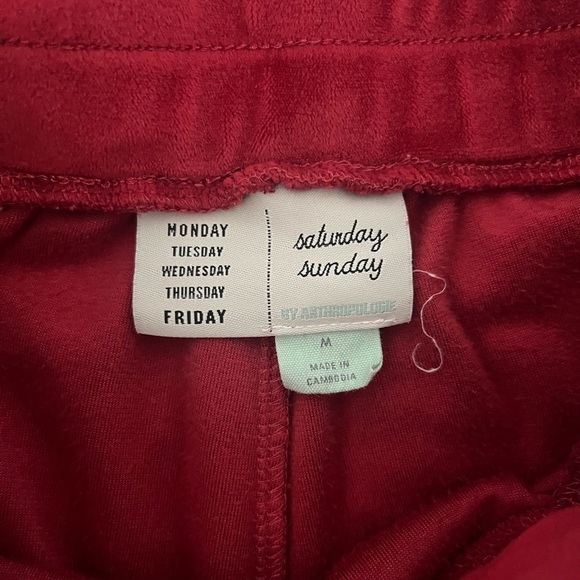 MONDAY
TUESDAY
WEDNESDAY
THURSDAY
FRIDAY
saturday
sunday
BY ANTHROPOLOGIE
M
MADE IN
CAMBODIA